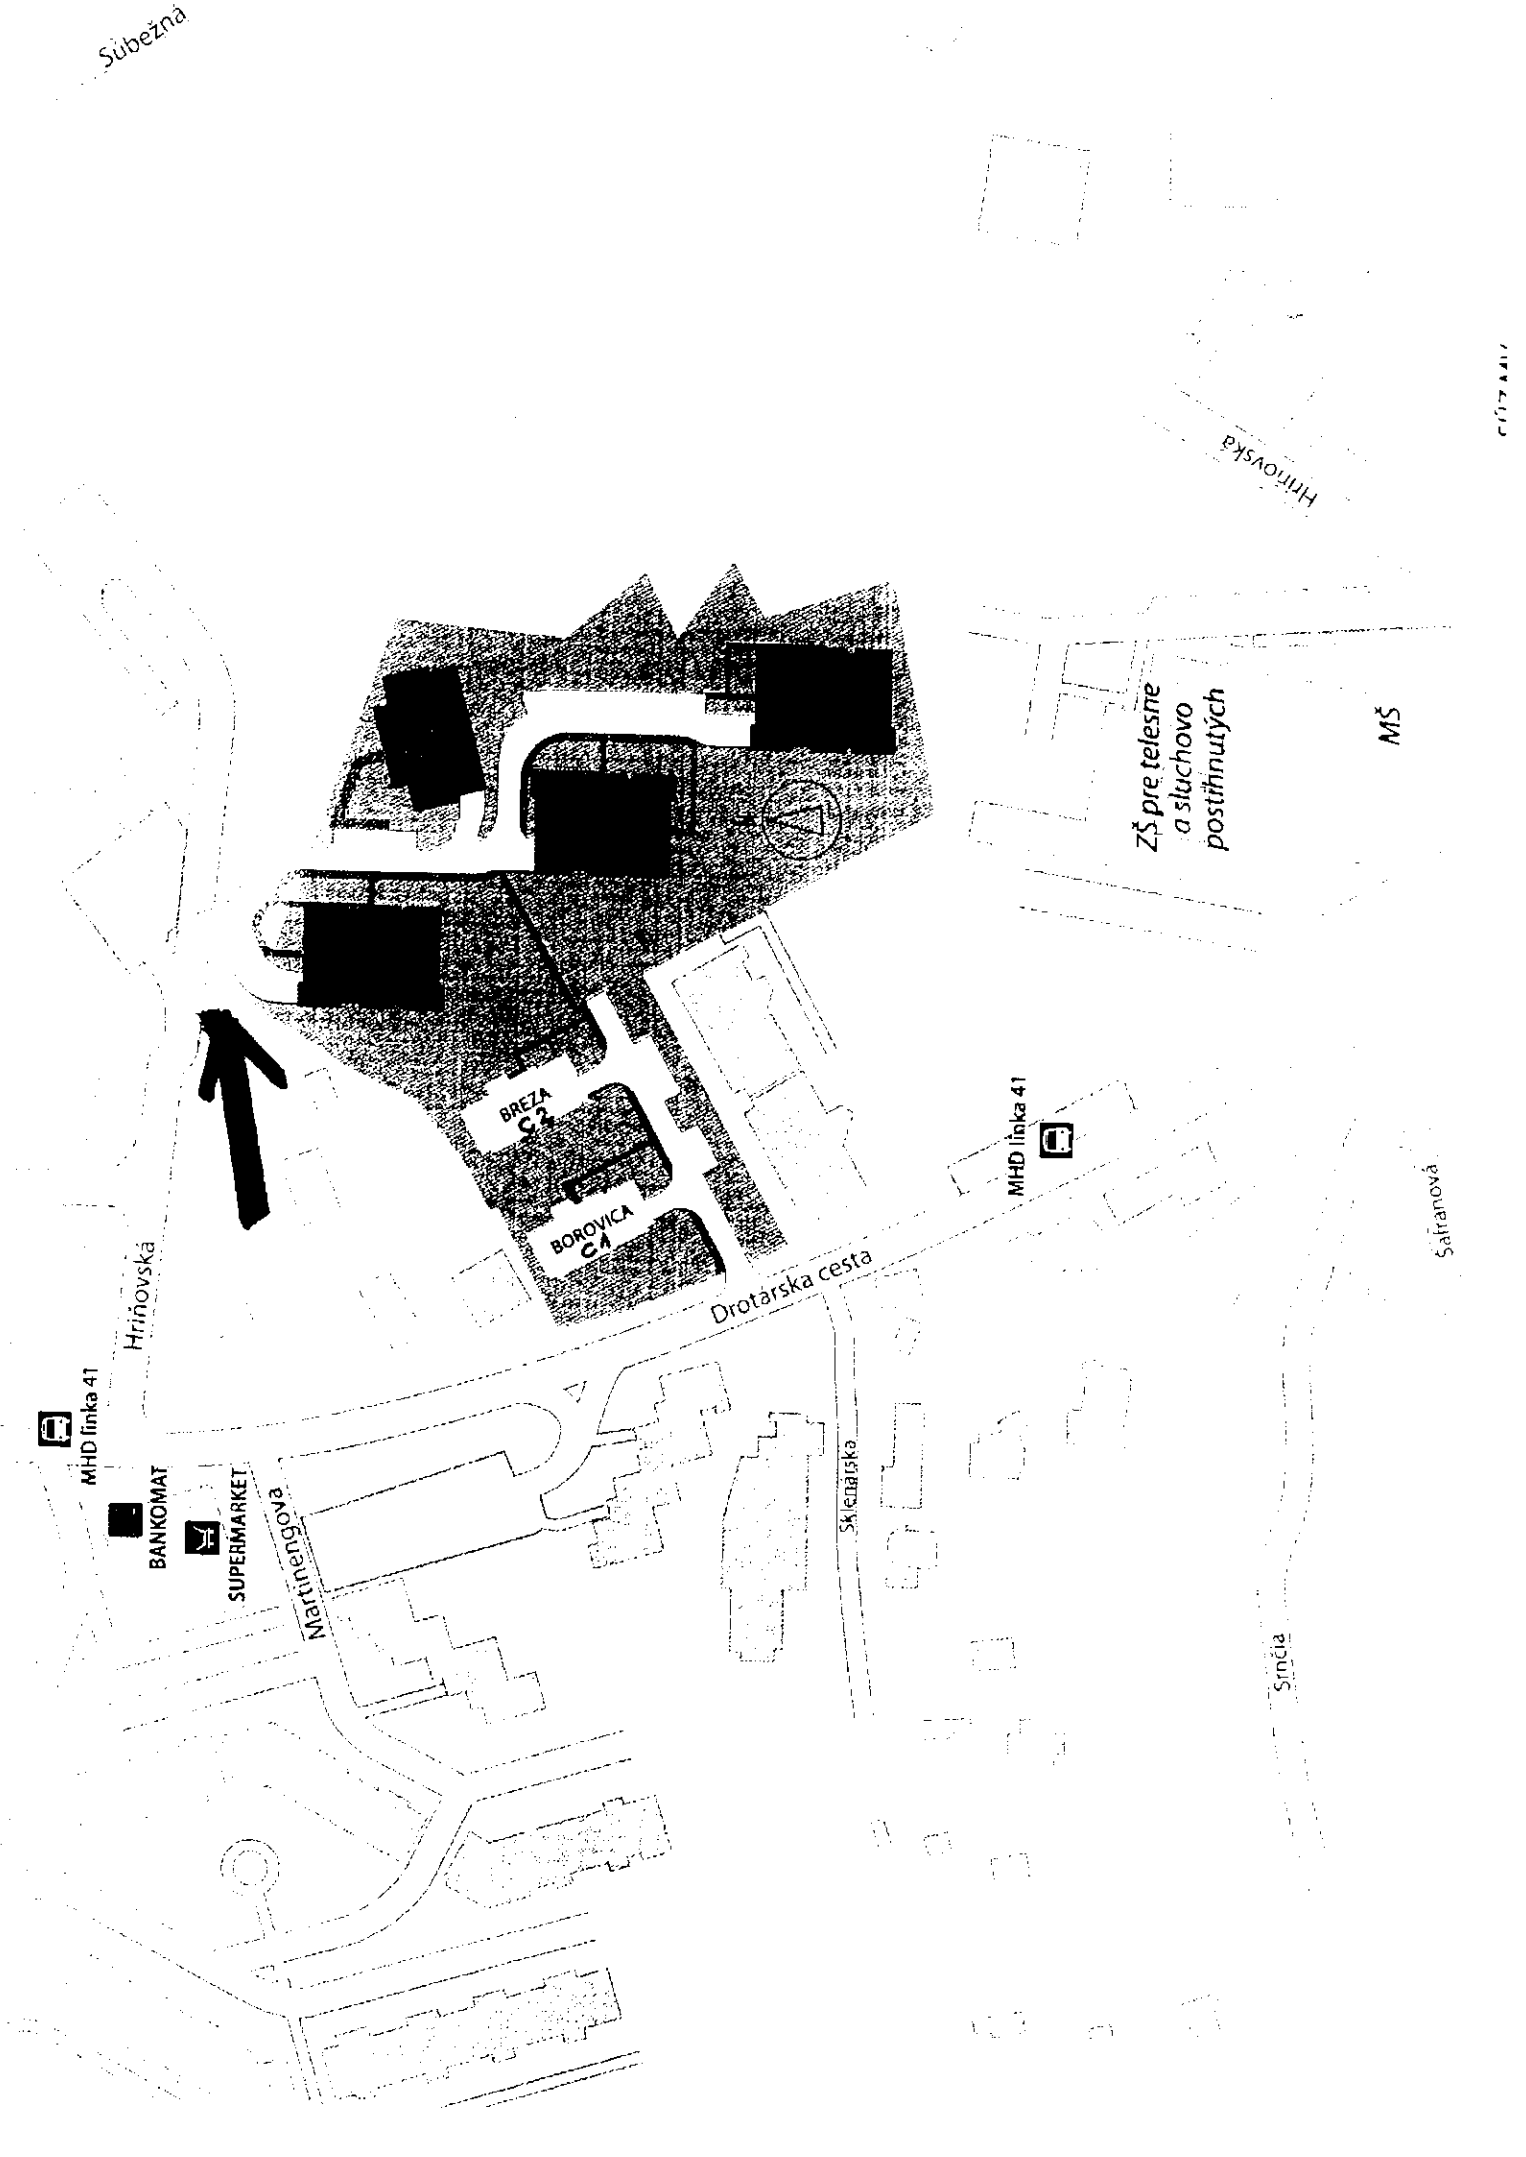 Súbežná
Hriňovská
MHD linka 41
BANKOMAT
SUPERMARKET
Martinengova
BREZA
C2
BOROVICA
C1
Drotárska cesta
MHD linka 41
Sklenárska
Hriňovská
ZŠ pre telesne
a sluchovo
postihnutých
MŠ
Šafranová
Srnčia